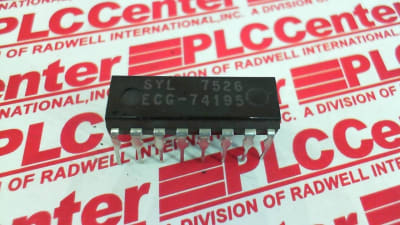 PLCCenter
OF RADWELL INTERNATIONAL, INC.
PLCCenter
A DIVISION OF RADWELL INTERNATIONAL, INC.
SYL 7526
ECG-74195
PLCCenter
A DIVISION OF RADWELL INTERNATIONAL
PLCCenter